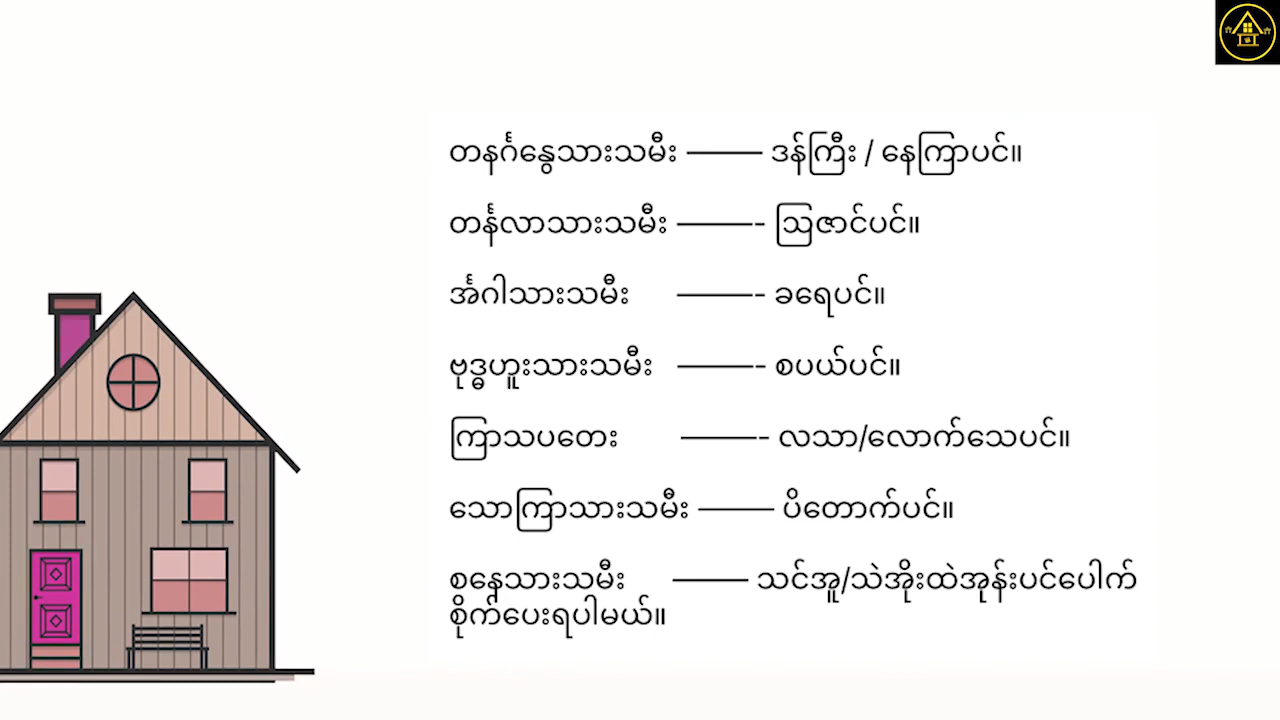 တနင်္ဂနွေသားသမီး ——— ဒန်ကြီး / နေကြာပင်။
တင်္နလာသားသမီး ———- ဩဇာင်ပင်။
အင်္ဂါသားသမီး ———- ခရေပင်။
ဗုဒ္ဓဟူးသားသမီး ———- စပယ်ပင်။
ကြာသပတေး ———- လသာ/လောက်သေပင်။
သောကြာသားသမီး ——— ပိတောက်ပင်။
စနေသားသမီး ——— သင်အူ/သဲအိုးထဲအုန်းပင်ပေါက်
စိုက်ပေးရပါမယ်။